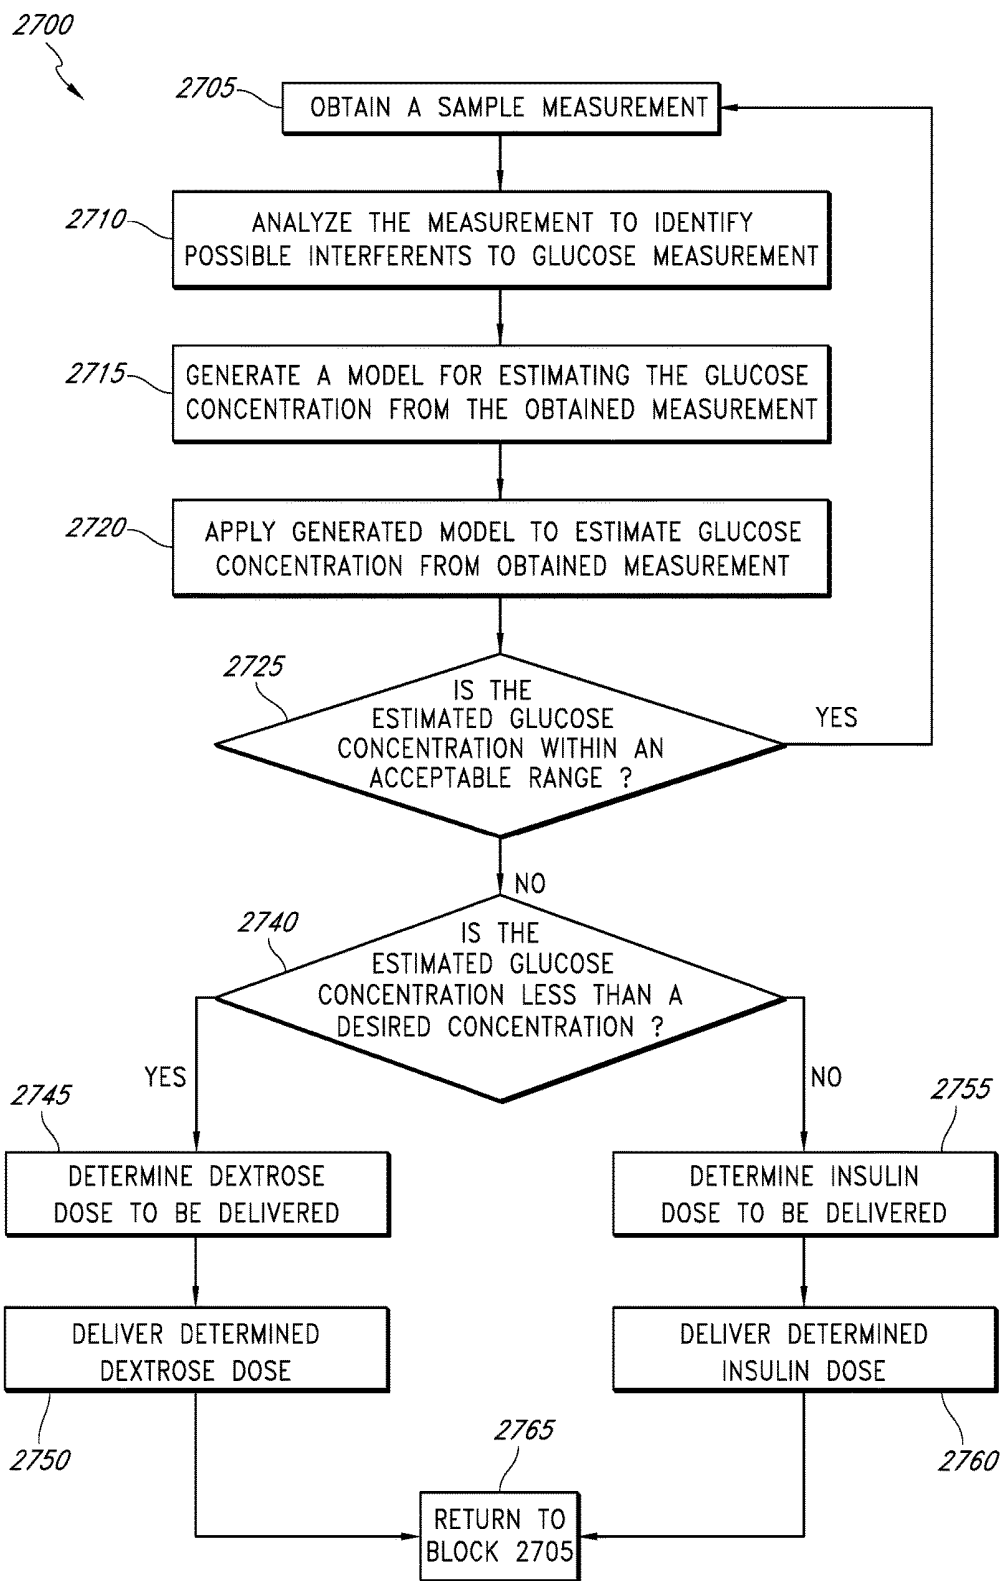 2700
2705
OBTAIN A SAMPLE MEASUREMENT
2710
ANALYZE THE MEASUREMENT TO IDENTIFY
POSSIBLE INTERFERENTS TO GLUCOSE MEASUREMENT
2715
GENERATE A MODEL FOR ESTIMATING THE GLUCOSE
CONCENTRATION FROM THE OBTAINED MEASUREMENT
2720
APPLY GENERATED MODEL TO ESTIMATE GLUCOSE
CONCENTRATION FROM OBTAINED MEASUREMENT
2725
IS THE
ESTIMATED GLUCOSE
CONCENTRATION WITHIN AN
ACCEPTABLE RANGE ?
YES
NO
2740
IS THE
ESTIMATED GLUCOSE
CONCENTRATION LESS THAN A
DESIRED CONCENTRATION ?
YES
NO
2745
DETERMINE DEXTROSE
DOSE TO BE DELIVERED
2755
DETERMINE INSULIN
DOSE TO BE DELIVERED
DELIVER DETERMINED
DEXTROSE DOSE
2750
DELIVER DETERMINED
INSULIN DOSE
2760
2765
RETURN TO
BLOCK 2705